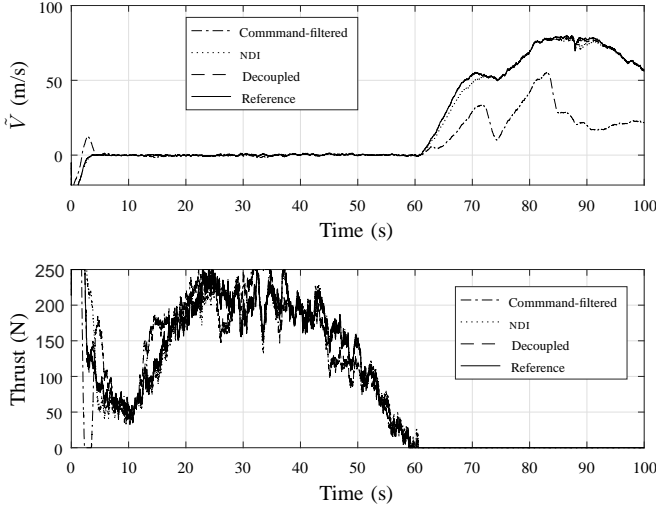 100
50
0
Ṽ (m/s)
Commmand-filtered
NDI
Decoupled
Reference
0 10 20 30 40 50 60 70 80 90 100
Time (s)
250
200
150
100
50
0
Thrust (N)
Commmand-filtered
NDI
Decoupled
Reference
0 10 20 30 40 50 60 70 80 90 100
Time (s)